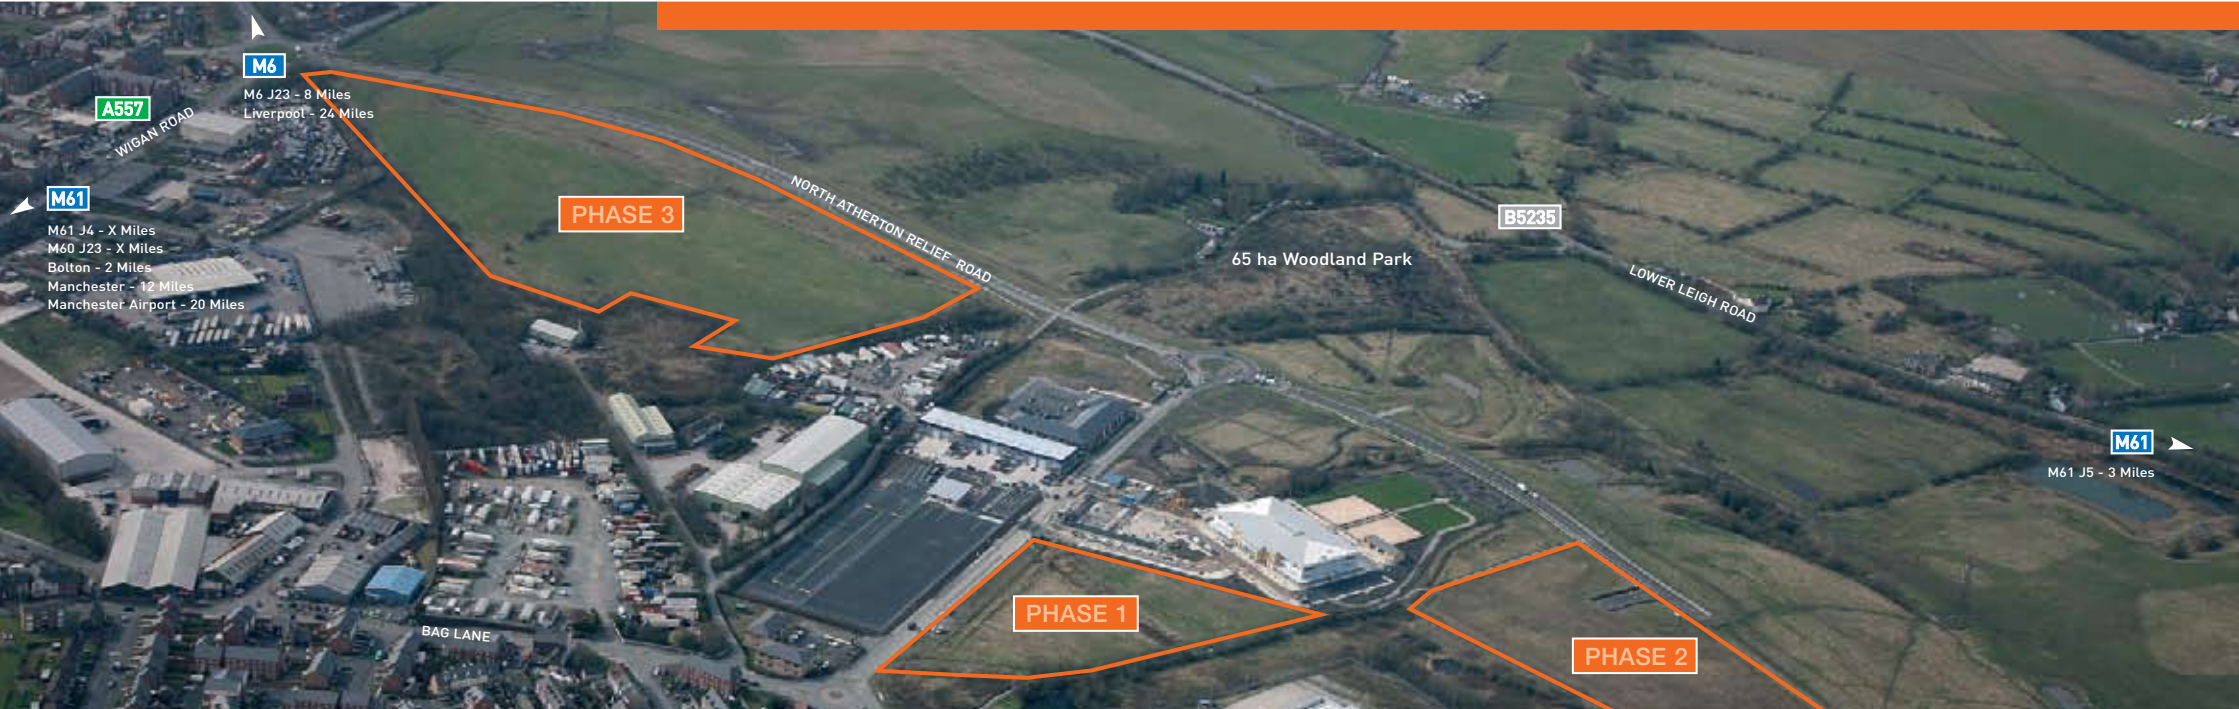 M6
M6 J23 - 8 Miles
Liverpool - 24 Miles
A557
WIGAN ROAD
M61
M61 J4 - X Miles
M60 J23 - X Miles
Bolton - 2 Miles
Manchester - 12 Miles
Manchester Airport - 20 Miles
PHASE 3
NORTH ATHERTON RELIEF ROAD
65 ha Woodland Park
B5235
LOWER LEIGH ROAD
M61
M61 J5 - 3 Miles
PHASE 1
PHASE 2
BAG LANE